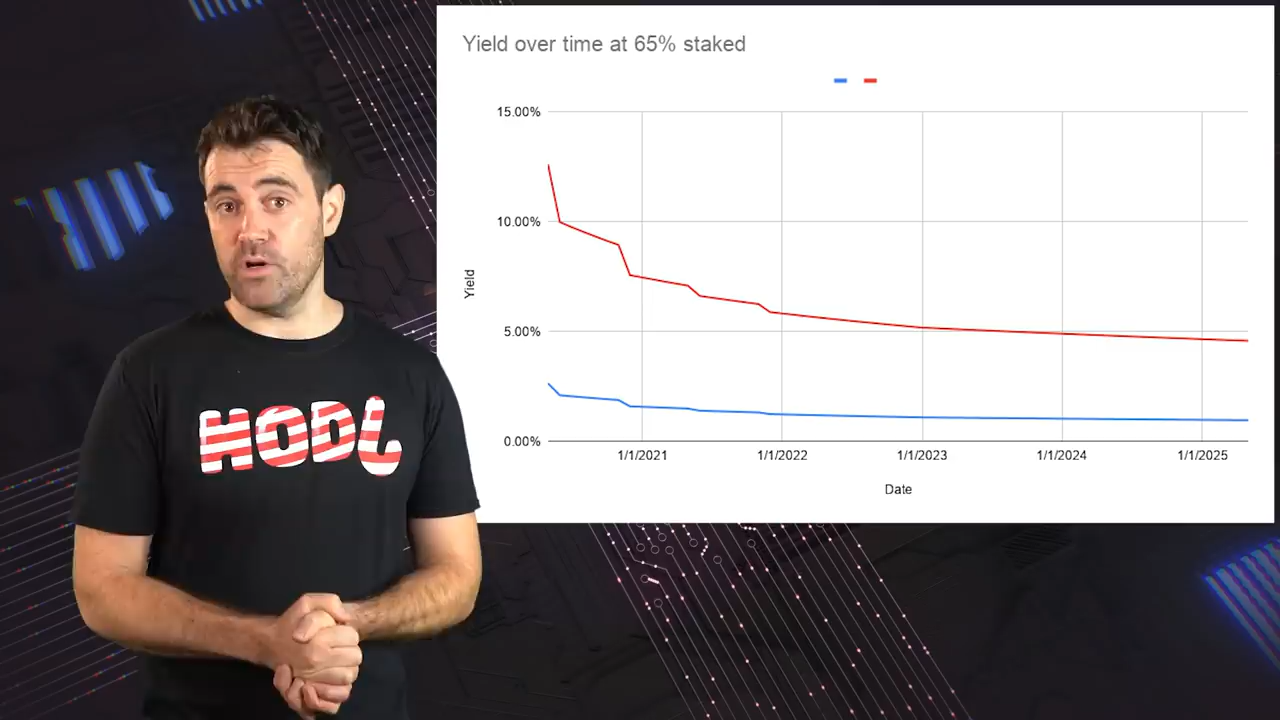 Yield over time at 65% staked
15.00%
10.00%
5.00%
0.00%
Yield
1/1/2021 1/1/2022 1/1/2023 1/1/2024 1/1/2025
Date
HODL